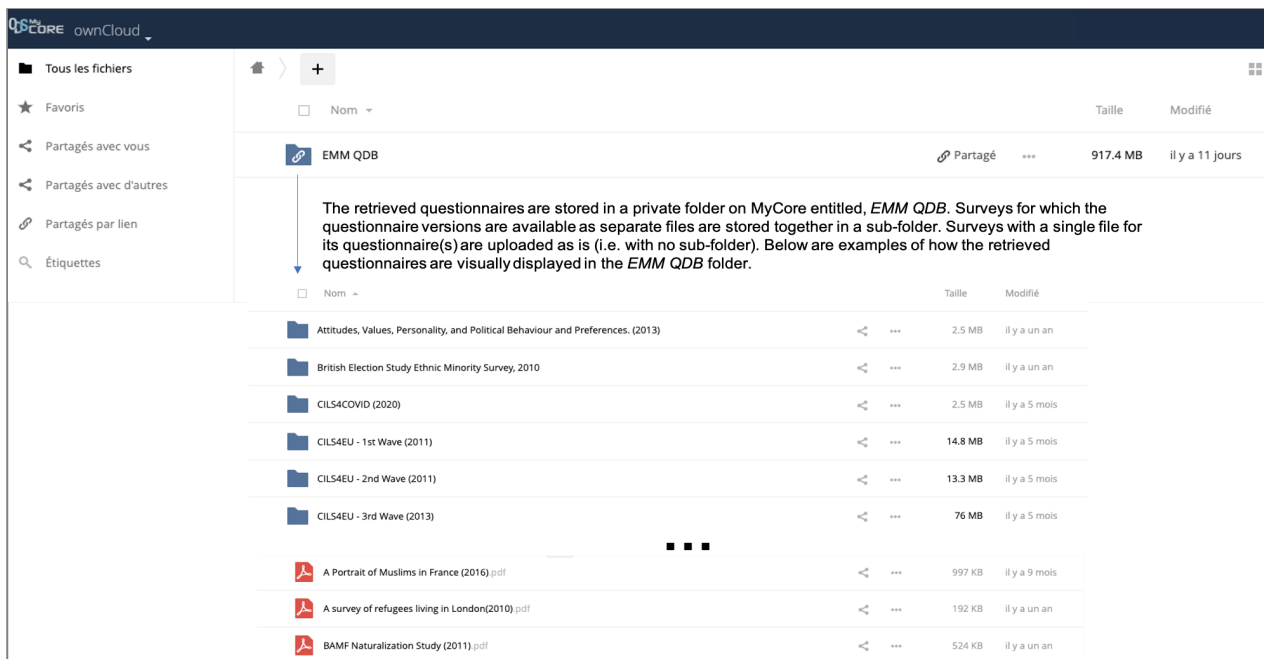 My
CORE ownCloud
Tous les fichiers
Favoris
Partagés avec vous
Partagés avec d'autres
Partagés par lien
Étiquettes
+
Nom Taille Modifié
EMM QDB Partagé 917.4 MB il y a 11 jours
The retrieved questionnaires are stored in a private folder on MyCore entitled, EMM QDB. Surveys for which the
questionnaire versions are available as separate files are stored together in a sub-folder. Surveys with a single file for
its questionnaire(s) are uploaded as is (i.e. with no sub-folder). Below are examples of how the retrieved
questionnaires are visually displayed in the EMM QDB folder.
Nom Taille Modifié
Attitudes, Values, Personality, and Political Behaviour and Preferences. (2013) 2.5 MB il y a un an
British Election Study Ethnic Minority Survey, 2010 2.9 MB il y a un an
CILS4COVID (2020) 2.5 MB il y a 5 mois
CILS4EU - 1st Wave (2011) 14.8 MB il y a 5 mois
CILS4EU - 2nd Wave (2011) 13.3 MB il y a 5 mois
CILS4EU - 3rd Wave (2013) 76 MB il y a 5 mois
...
A Portrait of Muslims in France (2016).pdf 997 KB il y a 9 mois
A survey of refugees living in London(2010).pdf 192 KB il y a un an
BAMF Naturalization Study (2011).pdf 524 KB il y a un an